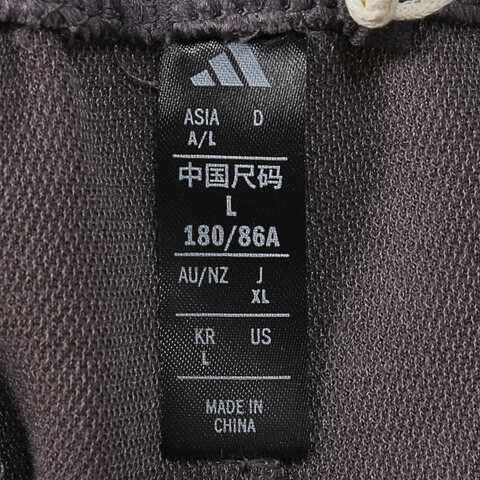 ASIA D
A/L
中国尺码
L
180/86A
AU/NZ J
XL
KR US
L
MADE IN
CHINA